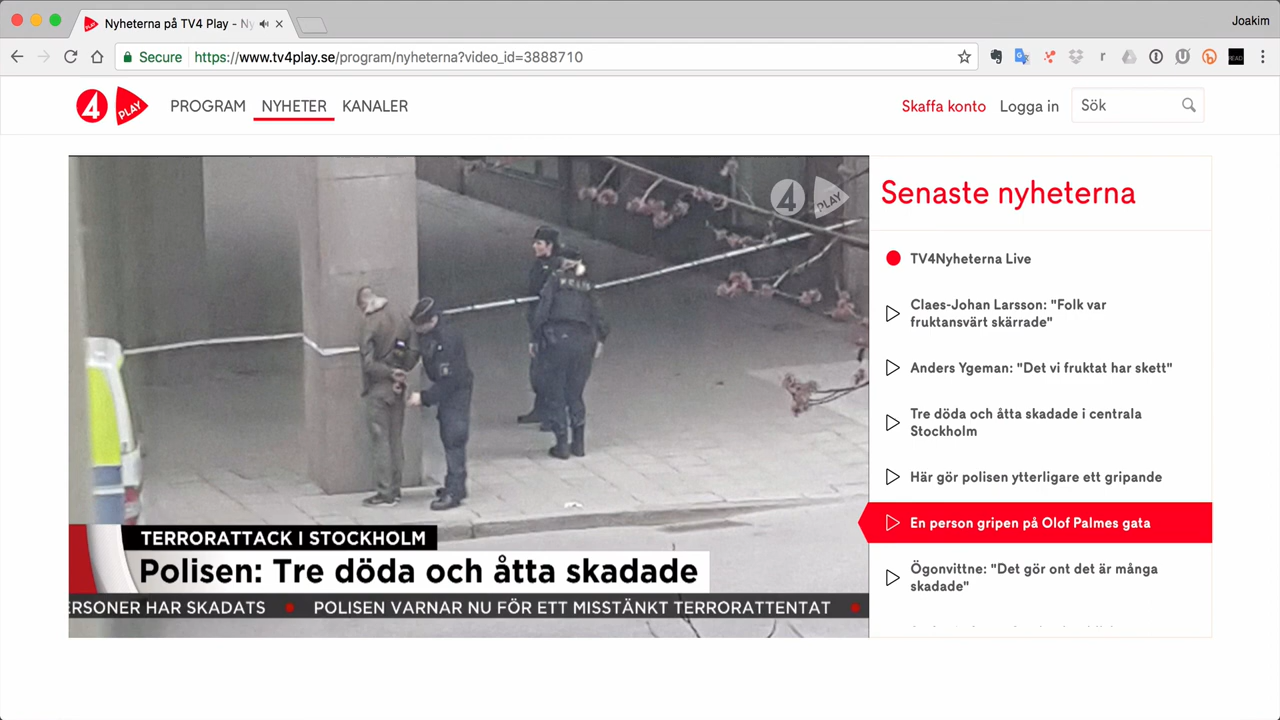 Nyheterna på TV4 Play - Ny
Joakim
Secure https://www.tv4play.se/program/nyheterna?video_id=3888710
4 PLAY PROGRAM NYHETER KANALER Skaffa konto Logga in Sök
4 PLAY
Senaste nyheterna
TV4Nyheterna Live
Claes-Johan Larsson: "Folk var
fruktansvärt skärrade"
Anders Ygeman: "Det vi fruktat har skett"
Tre döda och åtta skadade i centrala
Stockholm
Här gör polisen ytterligare ett gripande
En person gripen på Olof Palmes gata
Ögonvittne: "Det gör ont det är många
skadade"
TERRORATTACK I STOCKHOLM
Polisen: Tre döda och åtta skadade
ERSONER HAR SKADATS • POLISEN VARNAR NU FÖR ETT MISSTÄNKT TERRORATTENTAT •